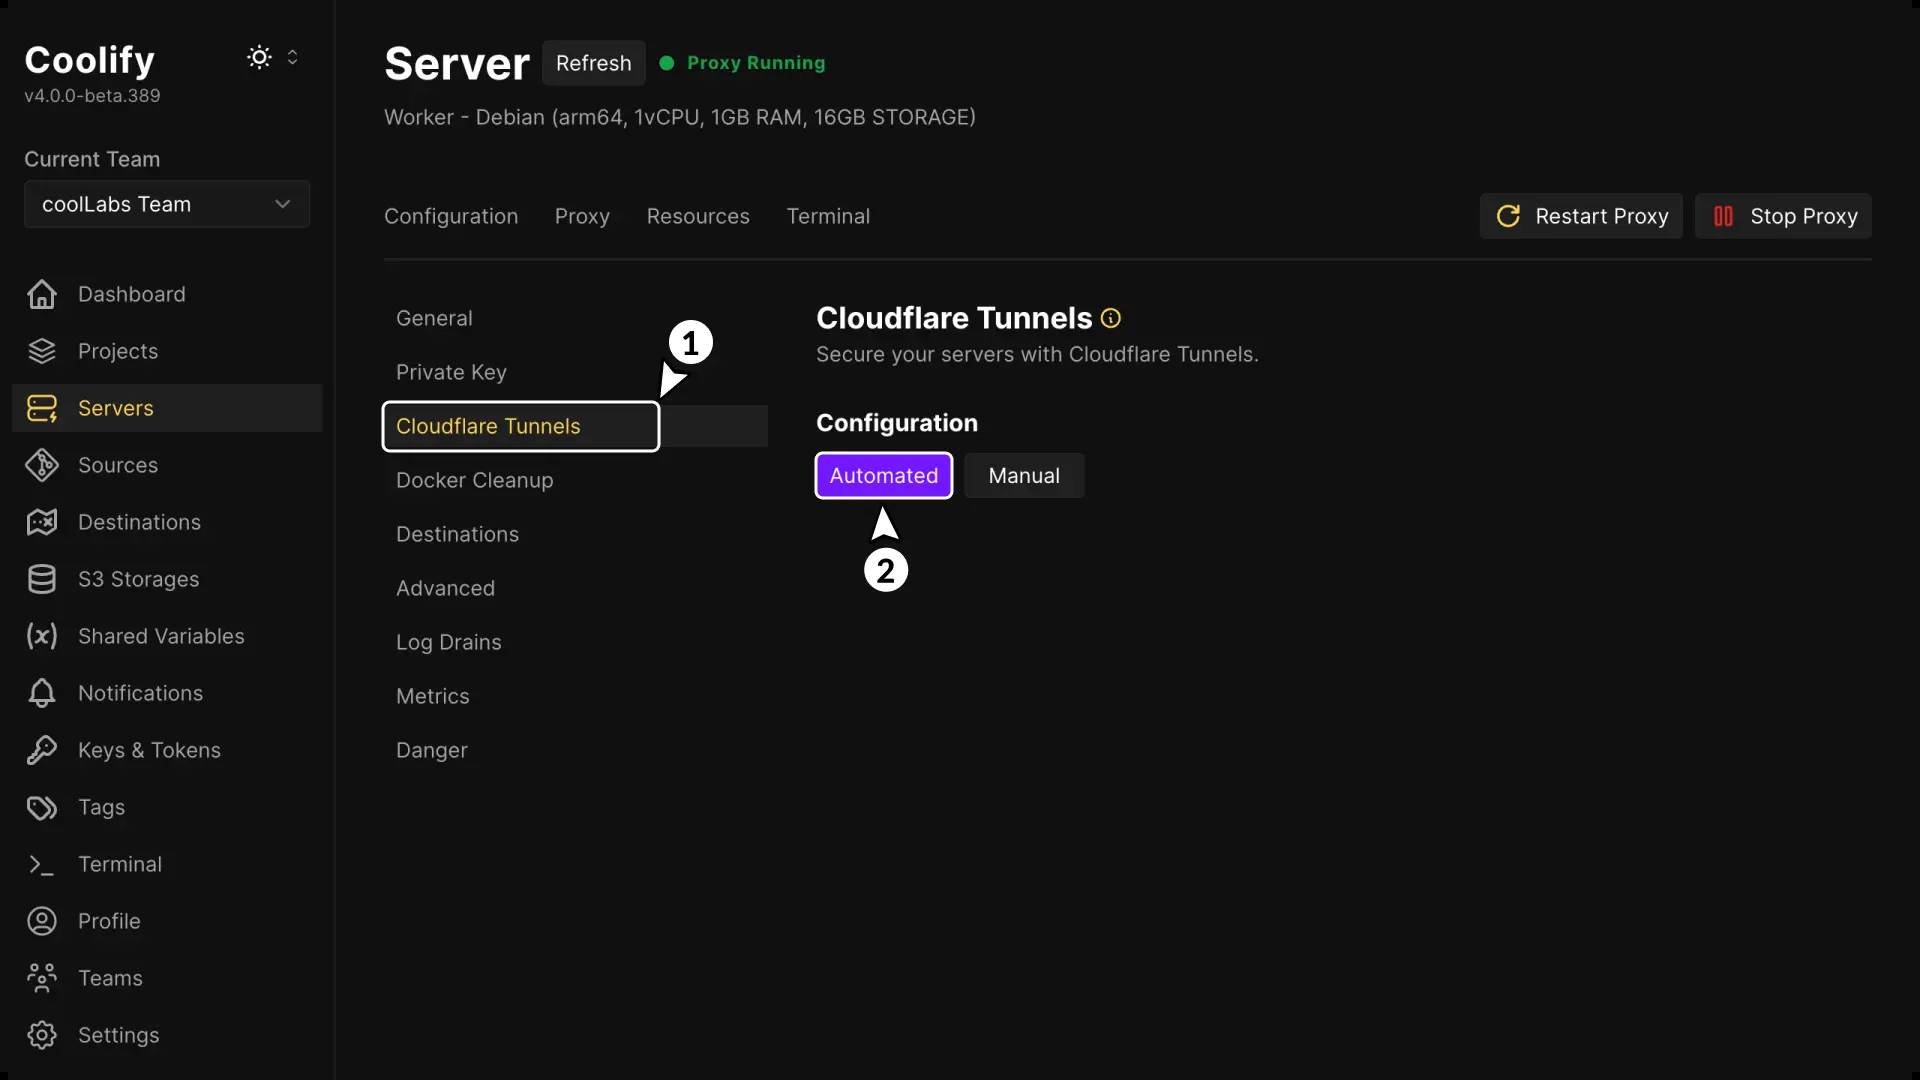 Coolify
v4.0.0-beta.389
Current Team
coolLabs Team
Dashboard
Projects
Servers
Sources
Destinations
S3 Storages
Shared Variables
Notifications
Keys & Tokens
Tags
Terminal
Profile
Teams
Settings
Server Refresh Proxy Running
Worker - Debian (arm64, 1vCPU, 1GB RAM, 16GB STORAGE)
Configuration Proxy Resources Terminal Restart Proxy Stop Proxy
General
Private Key
Cloudflare Tunnels
Docker Cleanup
Destinations
Advanced
Log Drains
Metrics
Danger
1
Cloudflare Tunnels
Secure your servers with Cloudflare Tunnels.
Configuration
Automated Manual
2